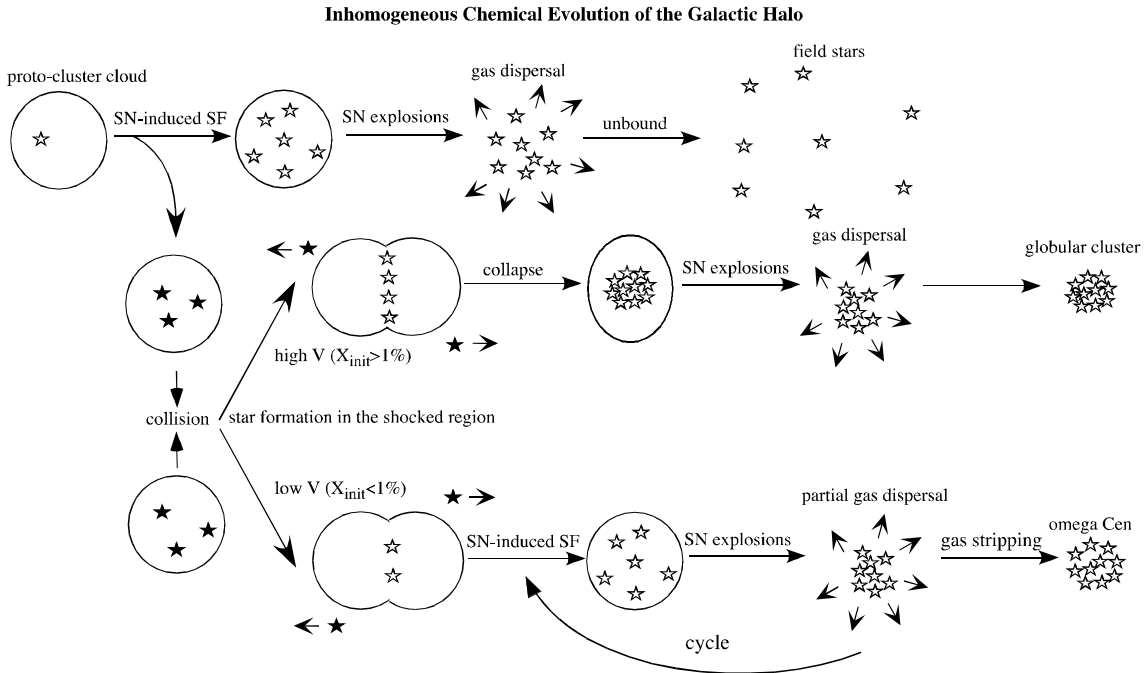 Inhomogeneous Chemical Evolution of the Galactic Halo
proto-cluster cloud
SN-induced SF
SN explosions
gas dispersal
unbound
field stars
high V (Xinit>1%)
collapse
SN explosions
gas dispersal
globular cluster
collision
star formation in the shocked region
low V (Xinit<1%)
SN-induced SF
SN explosions
partial gas dispersal
gas stripping
omega Cen
cycle